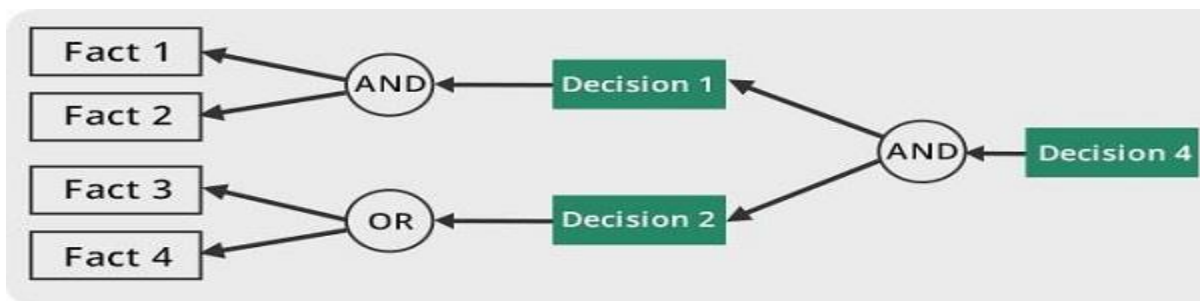 Fact 1
Fact 2
AND
Decision 1
Fact 3
Fact 4
OR
Decision 2
AND
Decision 4